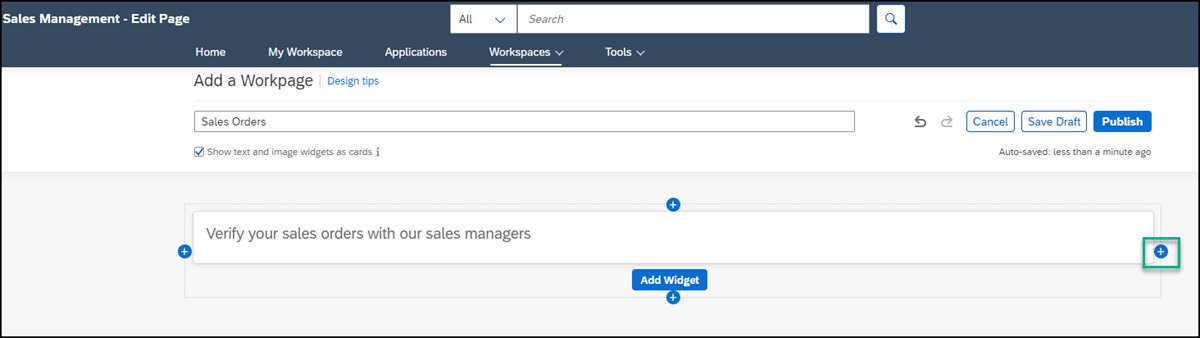 Sales Management - Edit Page
All
Search
Home My Workspace Applications Workspaces Tools
Add a Workpage | Design tips
Sales Orders
Cancel Save Draft Publish
Show text and image widgets as cards i
Auto-saved: less than a minute ago
Verify your sales orders with our sales managers
Add Widget